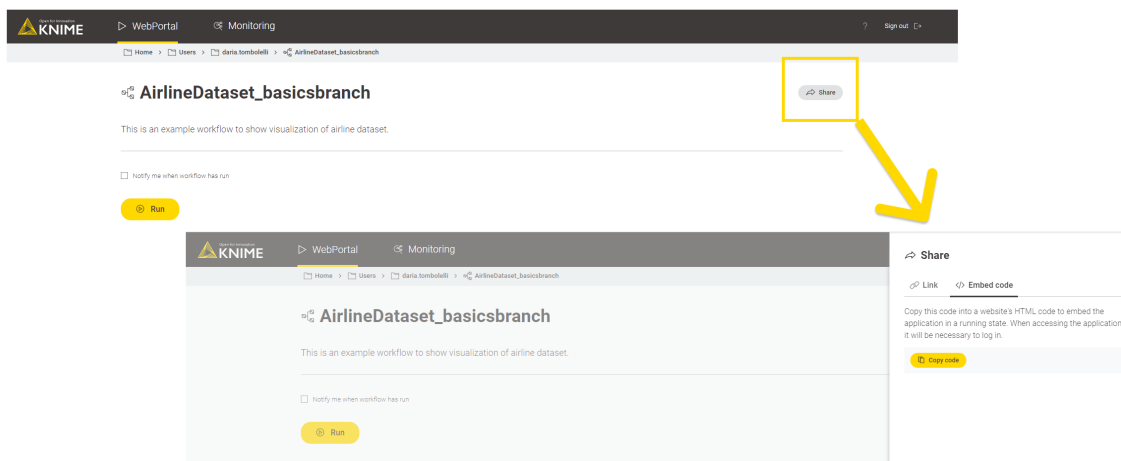 Open for Innovation
KNIME
WebPortal
Monitoring
?
Sign out
Home > Users > daria.tombolelli > AirlineDataset_basicsbranch
AirlineDataset_basicsbranch
Share
This is an example workflow to show visualization of airline dataset.
Notify me when workflow has run
Run
Open for Innovation
KNIME
WebPortal
Monitoring
Home > Users > daria.tombolelli > AirlineDataset_basicsbranch
AirlineDataset_basicsbranch
This is an example workflow to show visualization of airline dataset.
Notify me when workflow has run
Run
Share
Link
</> Embed code
Copy this code into a website's HTML code to embed the
application in a running state. When accessing the application
it will be necessary to log in.
Copy code